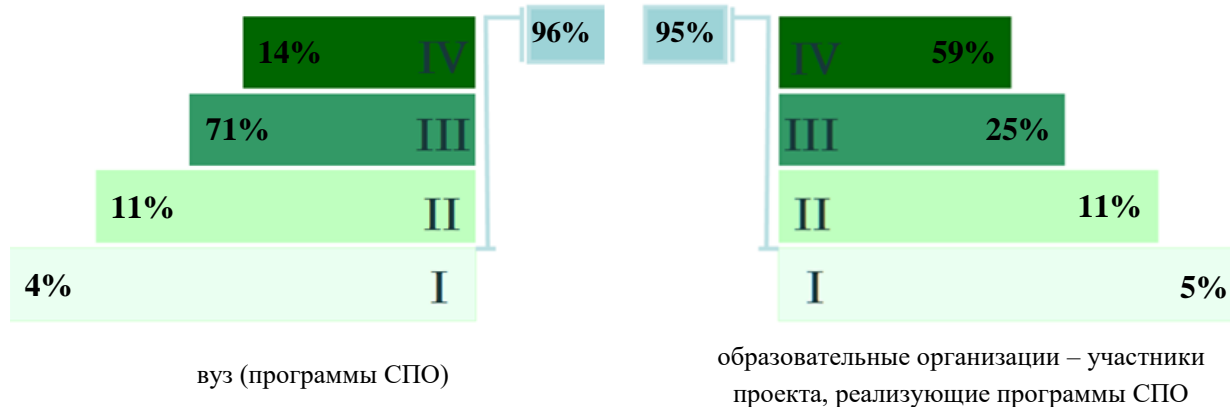 96%
95%
14% IV
IV 59%
71% III
III 25%
11% II
II 11%
4% I
I 5%
вуз (программы СПО)
образовательные организации – участники
проекта, реализующие программы СПО